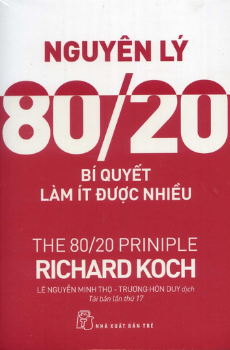 NGUYÊN LÝ
80/20
BÍ QUYẾT
LÀM ÍT ĐƯỢC NHIỀU
THE 80/20 PRINIPLE
RICHARD KOCH
LÊ NGUYỄN MINH THỌ - TRƯƠNG HỚN DUY dịch
Tái bản lần thứ 17
NHÀ XUẤT BẢN TRẺ